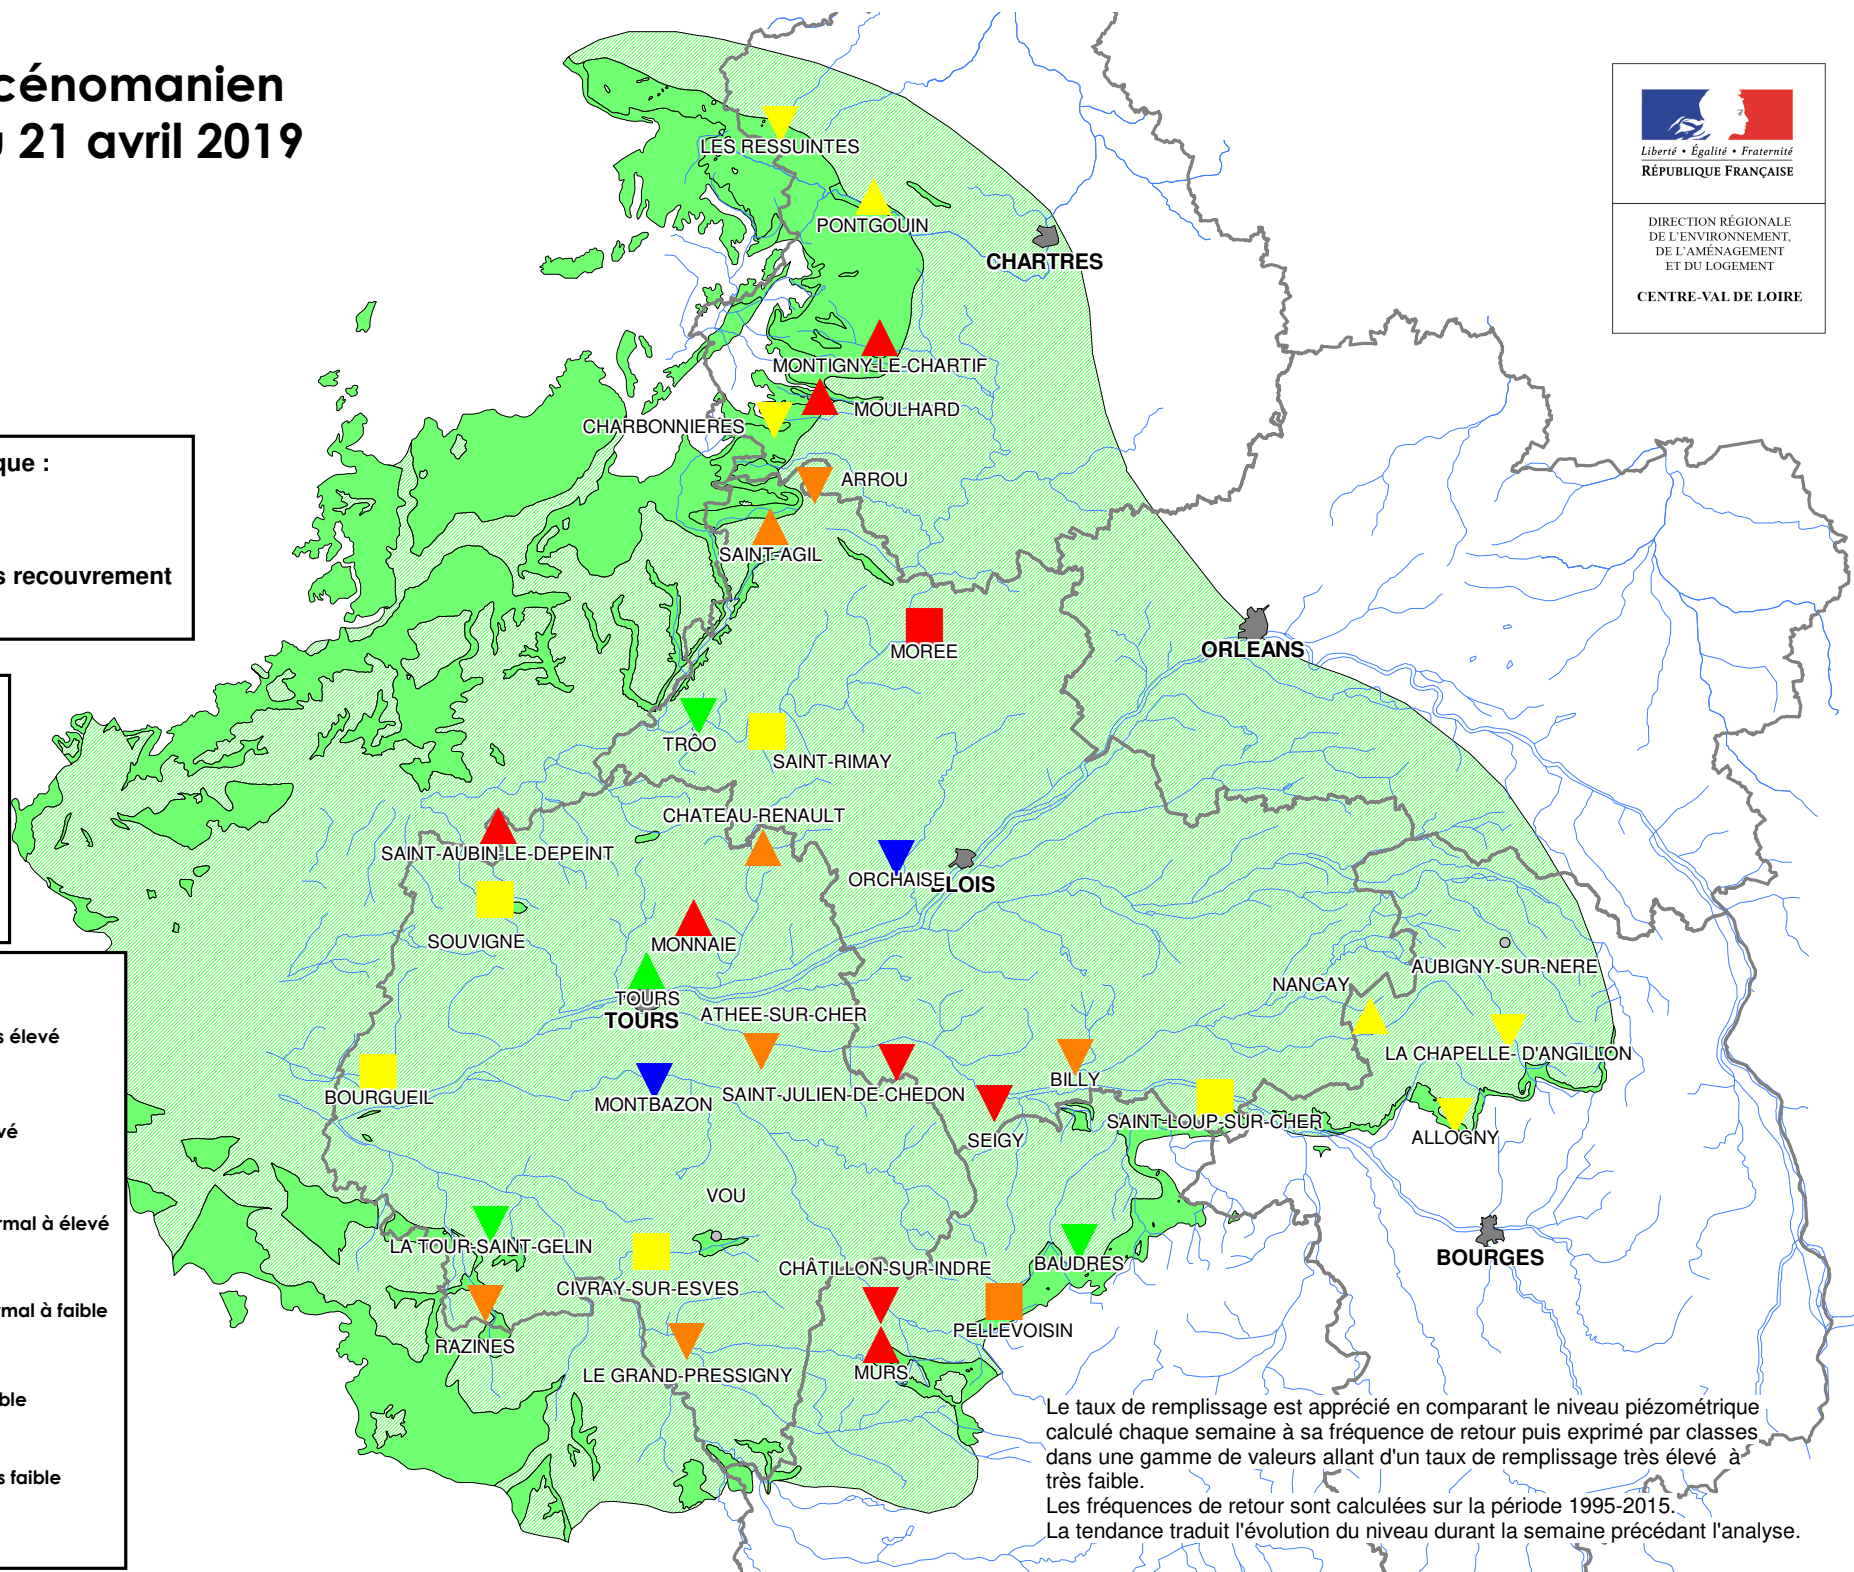 cénomanien
21 avril 2019
Liberté • Égalité • Fraternité
RÉPUBLIQUE FRANÇAISE
DIRECTION RÉGIONALE
DE L'ENVIRONNEMENT,
DE L'AMÉNAGEMENT
ET DU LOGEMENT
CENTRE-VAL DE LOIRE
que :
recouvrement
élevé
normal à élevé
normal à faible
faible
LES RESSUINTES
PONTGOUIN
CHARTRES
MONTIGNY-LE-CHARTIF
MOULHARD
CHARBONNIERES
ARROU
SAINT-AGIL
MOREE
ORLEANS
TRÔO
SAINT-RIMAY
CHATEAU-RENAULT
SAINT-AUBIN-LE-DEPEINT
ORCHAISE
BLOIS
SOUVIGNE
MONNAIE
AUBIGNY-SUR-NERE
NANCAY
TOURS
ATHEE-SUR-CHER
TOURS
LA CHAPELLE- D'ANGILLON
BILLY
BOURGUEIL
MONTBAZON
SAINT-JULIEN-DE-CHEDON
SAINT-LOUP-SUR-CHER
SEIGY
ALLOGNY
VOU
LA TOUR-SAINT-GELIN
BOURGES
BAUDRES
CHÂTILLON-SUR-INDRE
CIVRAY-SUR-ESVES
PELLEVOISIN
RAZINES
LE GRAND-PRESSIGNY
MURS
Le taux de remplissage est apprécié en comparant le niveau piézométrique
calculé chaque semaine à sa fréquence de retour puis exprimé par classes
dans une gamme de valeurs allant d'un taux de remplissage très élevé à
très faible.
Les fréquences de retour sont calculées sur la période 1995-2015.
La tendance traduit l'évolution du niveau durant la semaine précédant l'analyse.